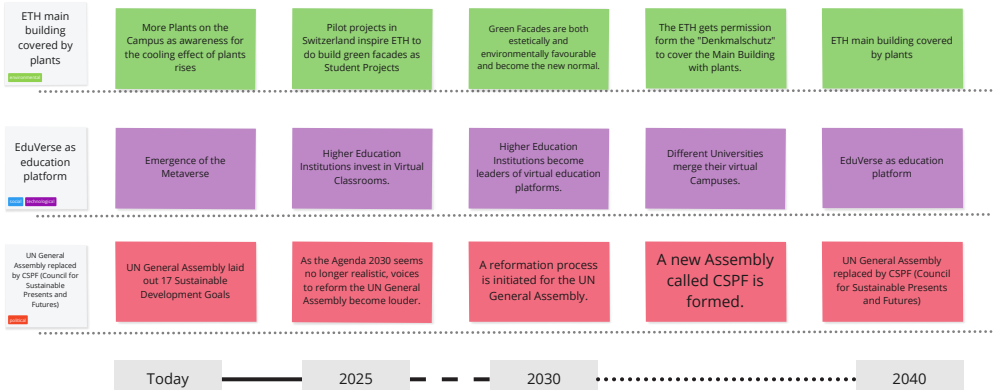 ETH main
building
covered by
plants
environmental
More Plants on the
Campus as awareness for
the cooling effect of plants
rises
Pilot projects in
Switzerland inspire ETH to
do build green facades as
Student Projects
Green Facades are both
estetically and
environmentally favourable
and become the new normal.
The ETH gets permission
form the "Denkmalschutz"
to cover the Main Building
with plants.
ETH main building covered
by plants
EduVerse as
education
platform
social
technological
Emergence of the
Metaverse
Higher Education
Institutions invest in Virtual
Classrooms.
Higher Education
Institutions become
leaders of virtual education
platforms.
Different Universities
merge their virtual
Campuses.
EduVerse as education
platform
UN General
Assembly replaced
by CSPF (Council for
Sustainable
Presents and
Futures)
political
UN General Assembly laid
out 17 Sustainable
Development Goals
As the Agenda 2030 seems
no longer realistic, voices
to reform the UN General
Assembly become louder.
A reformation process
is initiated for the UN
General Assembly.
A new Assembly
called CSPF is
formed.
UN General Assembly
replaced by CSPF (Council
for Sustainable Presents
and Futures)
Today
2025
2030
2040